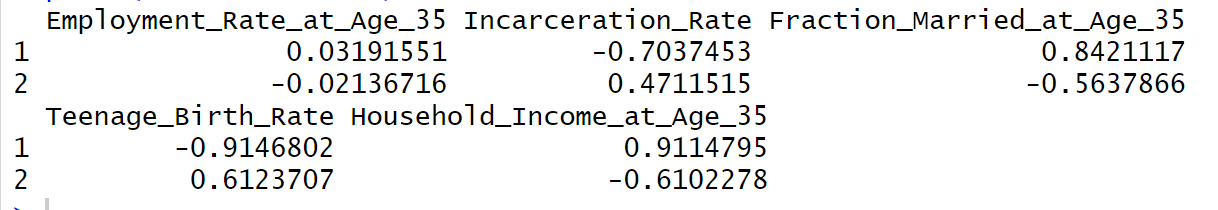 Employment_Rate_at_Age_35 Incarceration_Rate Fraction_Married_at_Age_35
1 0.03191551 -0.7037453 0.8421117
2 -0.02136716 0.4711515 -0.5637866
Teenage_Birth_Rate Household_Income_at_Age_35
1 -0.9146802 0.9114795
2 0.6123707 -0.6102278